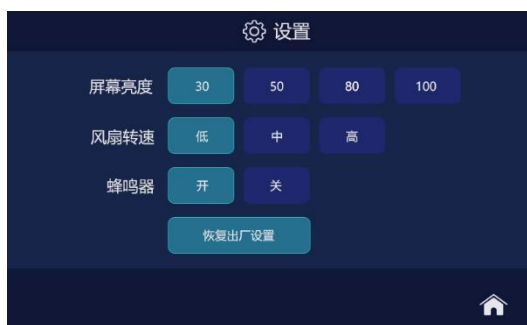 设置
屏幕亮度 30 50 80 100
风扇转速 低 中 高
蜂鸣器 开 关
恢复出厂设置